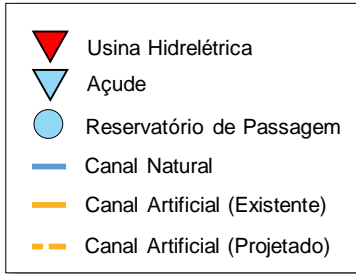 Usina Hidrelétrica
Açude
Reservatório de Passagem
Canal Natural
Canal Artificial (Existente)
Canal Artificial (Projetado)